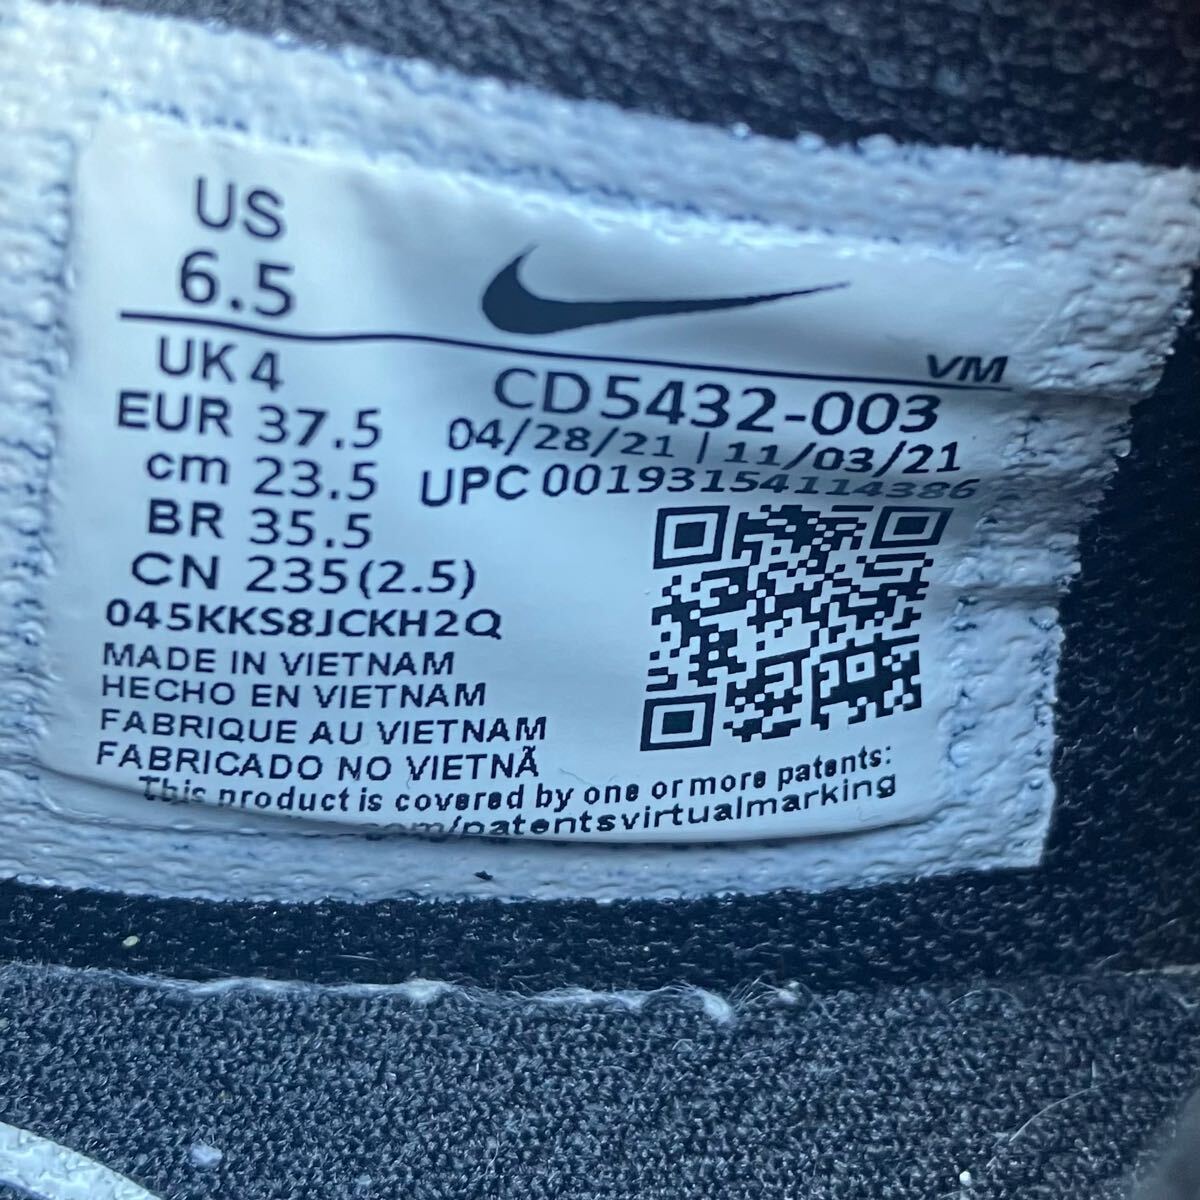 US
6.5
UK 4
EUR 37.5
cm 23.5
BR 35.5
CN 235(2.5)
045KKS8JCKH2Q
MADE IN VIETNAM
HECHO EN VIETNAM
FABRIQUE AU VIETNAM
FABRICADO NO VIETNÃ
VM
CD5432-003
04/28/21 | 11/03/21
UPC 00193154114386
This product is covered by one or more patents:
com/patentsvirtualmarking